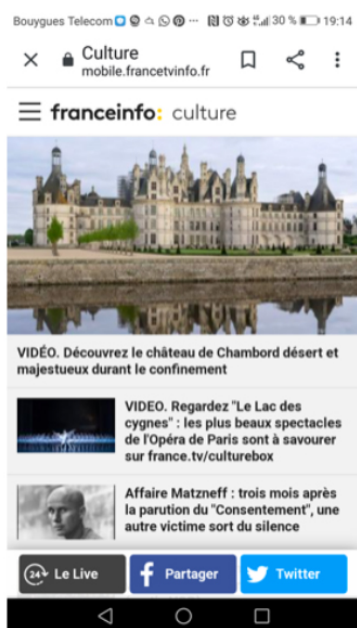 Bouygues Telecom ... 30 % 19:14
Culture
mobile.francetvinfo.fr
franceinfo: culture
VIDÉO. Découvrez le château de Chambord désert et
majestueux durant le confinement
VIDEO. Regardez "Le Lac des
cygnes" : les plus beaux spectacles
de l'Opéra de Paris sont à savourer
sur france.tv/culturebox
Affaire Matzneff : trois mois après
la parution du "Consentement", une
autre victime sort du silence
24 Le Live
Partager
Twitter